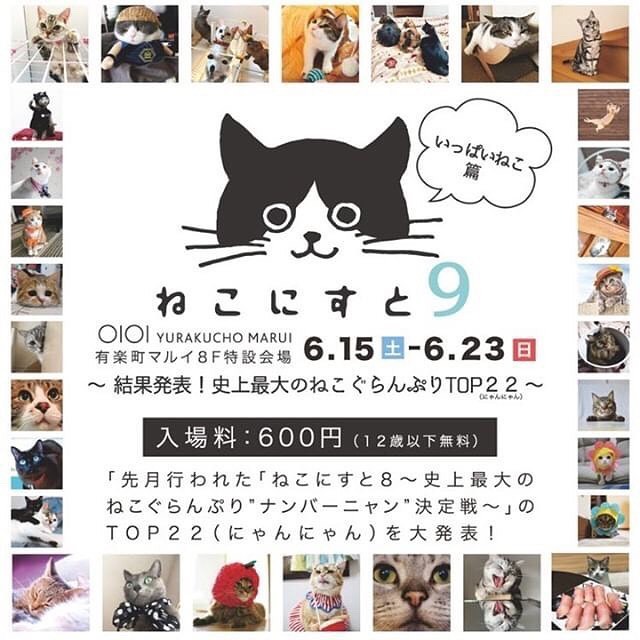 いっぱいねこ
篇
ねこにすと9
OIOI YURAKUCHO MARUI
有楽町マルイ8F特設会場
6.15土-6.23日
～結果発表！史上最大のねこぐらんぷりTOP22～
(にゃんにゃん)
入場料：600円（12歳以下無料）
「先月行われた「ねこにすと8～史上最大の
ねこぐらんぷり”ナンバーニャン”決定戦～」の
TOP22(にゃんにゃん)を大発表！